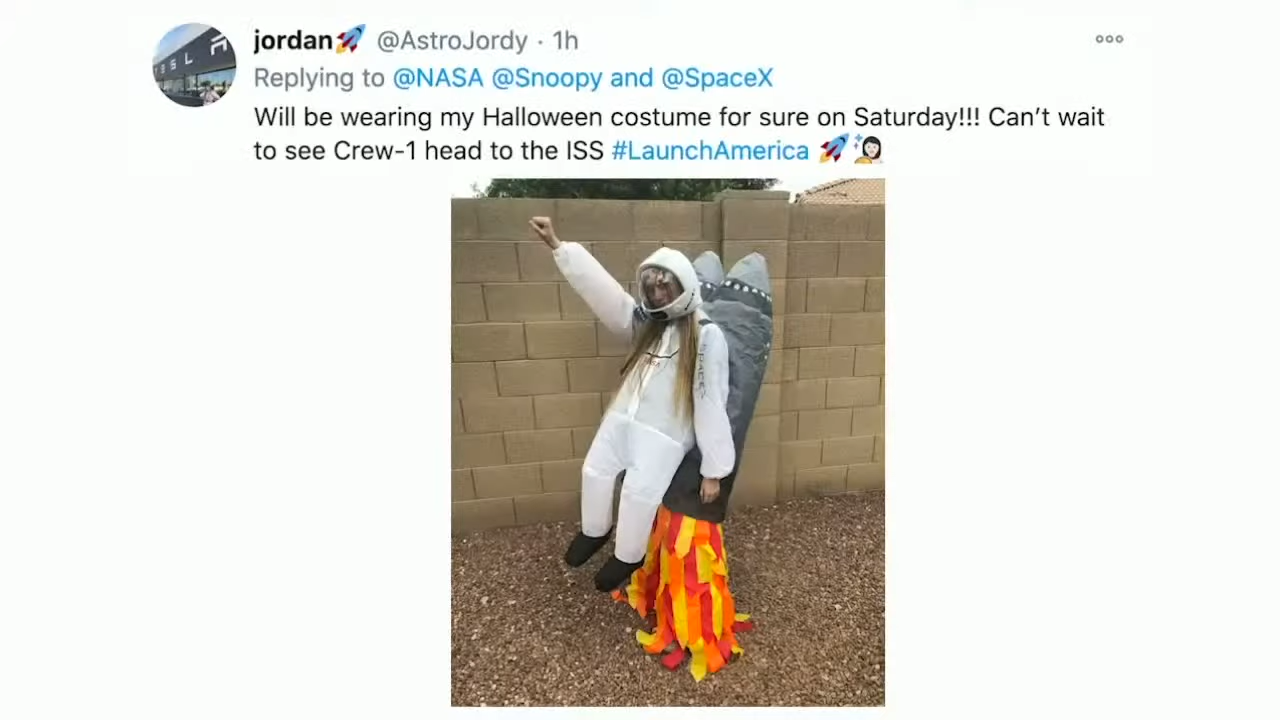 jordan🚀 @AstroJordy · 1h
Replying to @NASA @Snoopy and @SpaceX
Will be wearing my Halloween costume for sure on Saturday!!! Can't wait
to see Crew-1 head to the ISS #LaunchAmerica 🚀👩🏻‍🚀